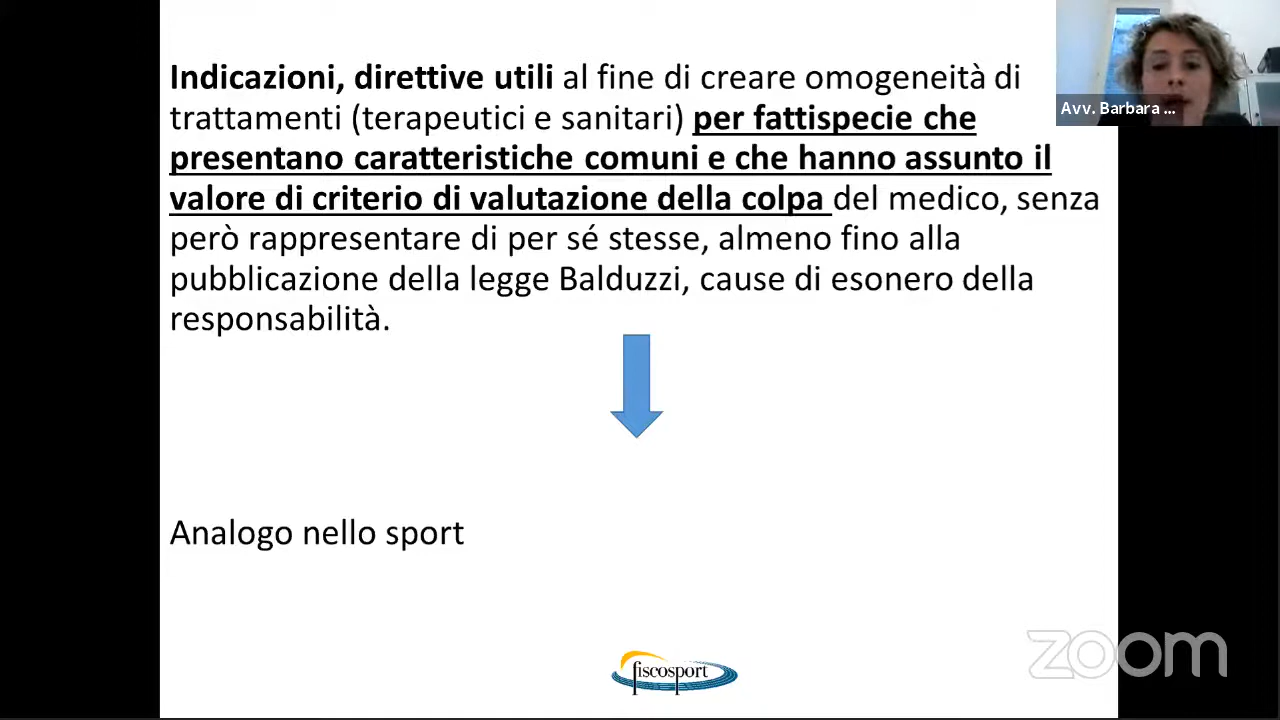 Indicazioni, direttive utili al fine di creare omogeneità di
trattamenti (terapeutici e sanitari) per fattispecie che
presentano caratteristiche comuni e che hanno assunto il
valore di criterio di valutazione della colpa del medico, senza
però rappresentare di per sé stesse, almeno fino alla
pubblicazione della legge Balduzzi, cause di esonero della
responsabilità.
Avv. Barbara ...
Analogo nello sport
fiscosport
zoom